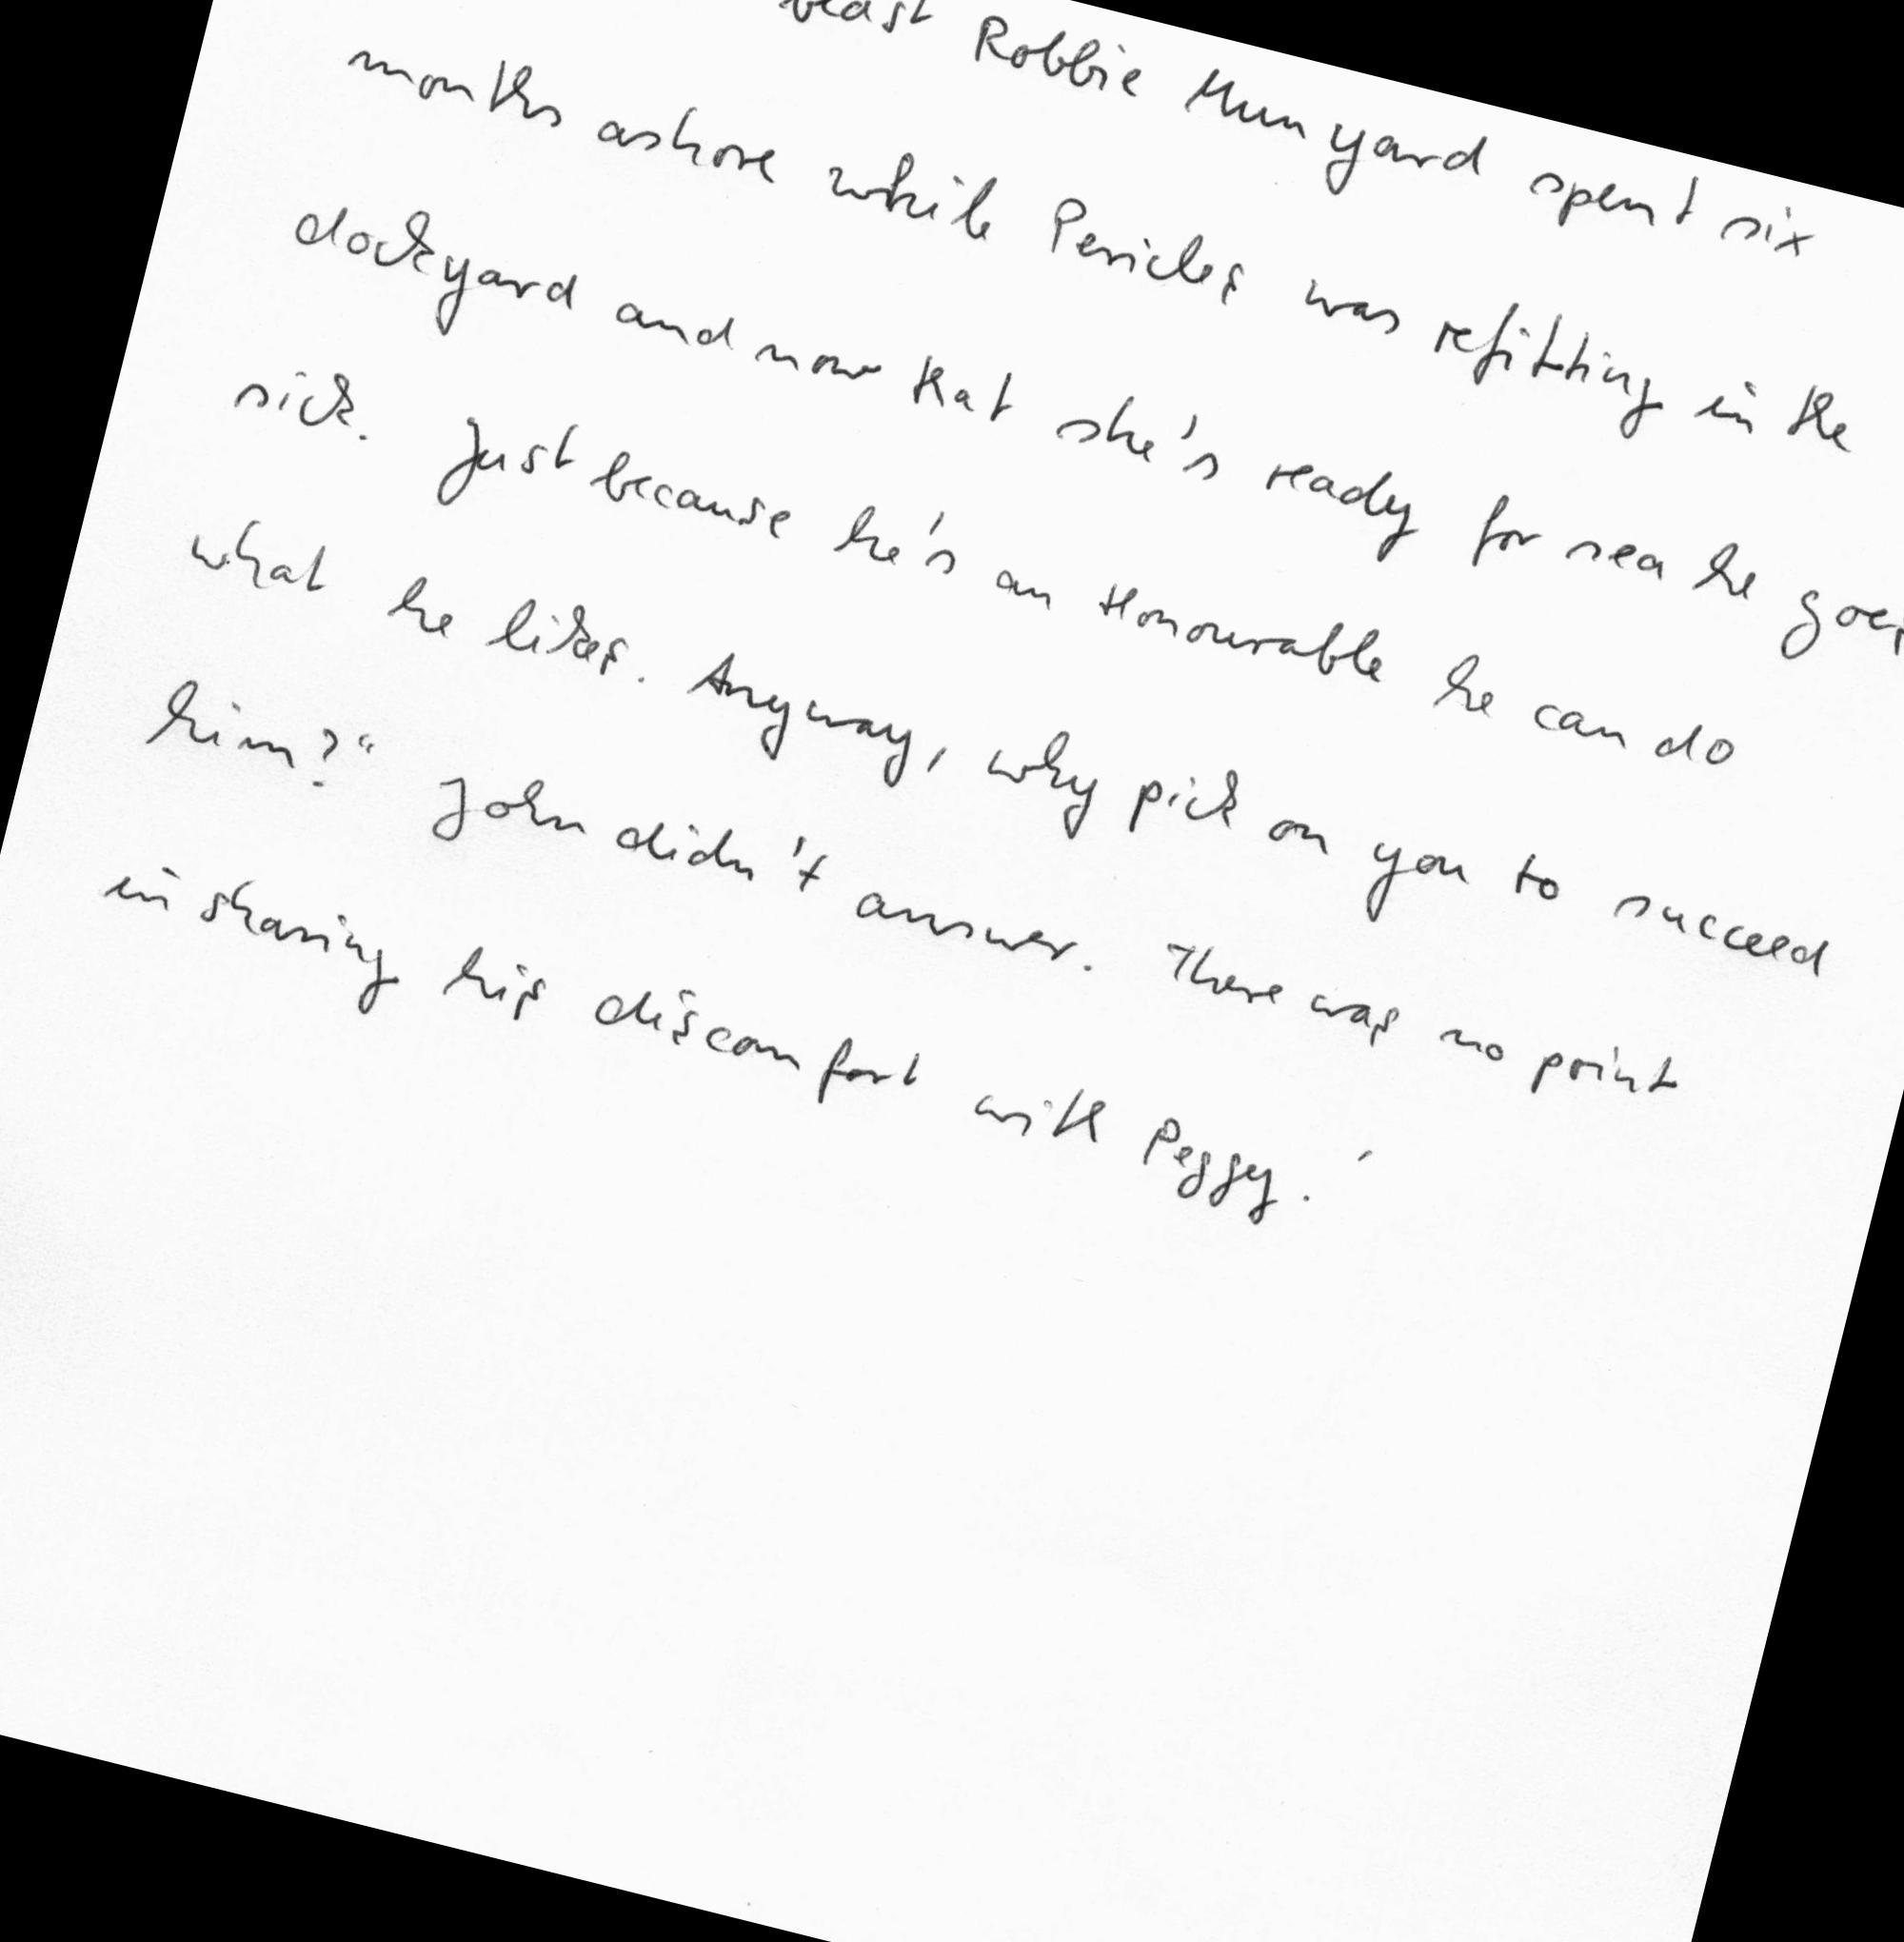 beast Robbie Munyard spent six
months ashore while Pericles was refitting in the
dockyard and now that she's ready for sea he goes
sick. Just because he's an Honourable he can do
what he likes. Anyway, why pick on you to succeed
him?" John didn't answer. There was no point
in sharing his discomfort with Peggy.'